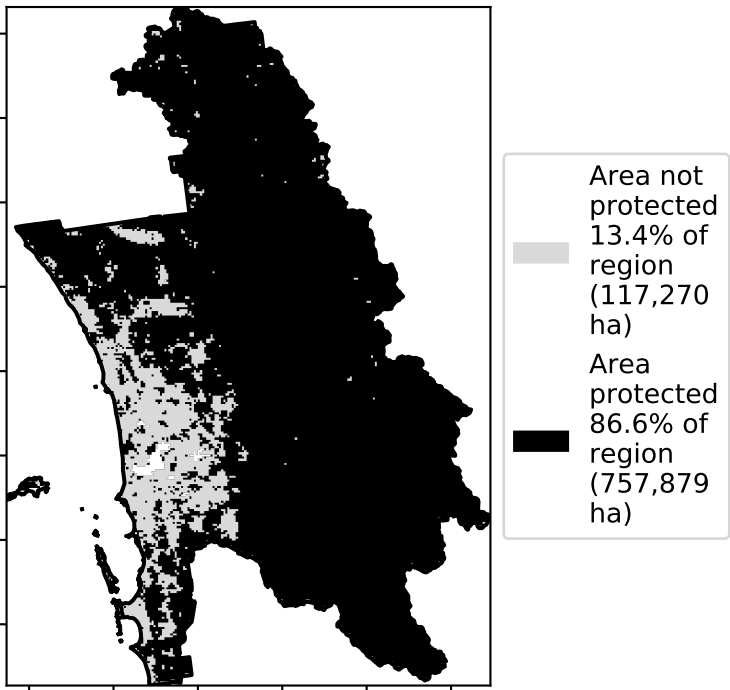 Area not
protected
13.4% of
region
(117,270
ha)
Area
protected
86.6% of
region
(757,879
ha)